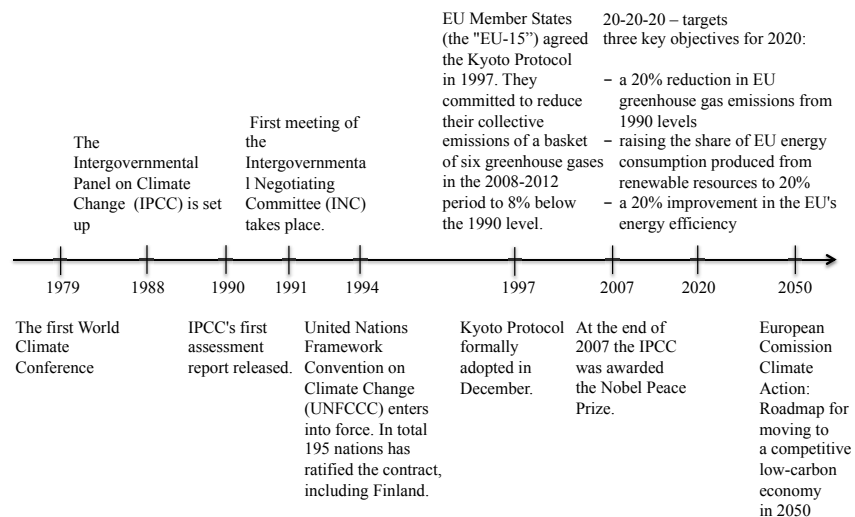 The
Intergovernmental
Panel on Climate
Change  (IPCC) is set
up
First meeting of
the
Intergovernmenta
l Negotiating
Committee (INC)
takes place.
EU Member States
(the "EU-15”) agreed
the Kyoto Protocol
in 1997. They
committed to reduce
their collective
emissions of a basket
of six greenhouse gases
in the 2008-2012
period to 8% below
the 1990 level.
20-20-20 – targets
three key objectives for 2020:
– a 20% reduction in EU
greenhouse gas emissions from
1990 levels
– raising the share of EU energy
consumption produced from
renewable resources to 20%
– a 20% improvement in the EU's
energy efficiency
1979
1988
1990
1991
1994
1997
2007
2020
2050
The first World
Climate
Conference
IPCC's first
assessment
report released.
United Nations
Framework
Convention on
Climate Change
(UNFCCC) enters
into force. In total
195 nations has
ratified the contract,
including Finland.
Kyoto Protocol
formally
adopted in
December.
At the end of
2007 the IPCC
was awarded
the Nobel Peace
Prize.
European
Comission
Climate
Action:
Roadmap for
moving to
a competitive
low-carbon
economy
in 2050